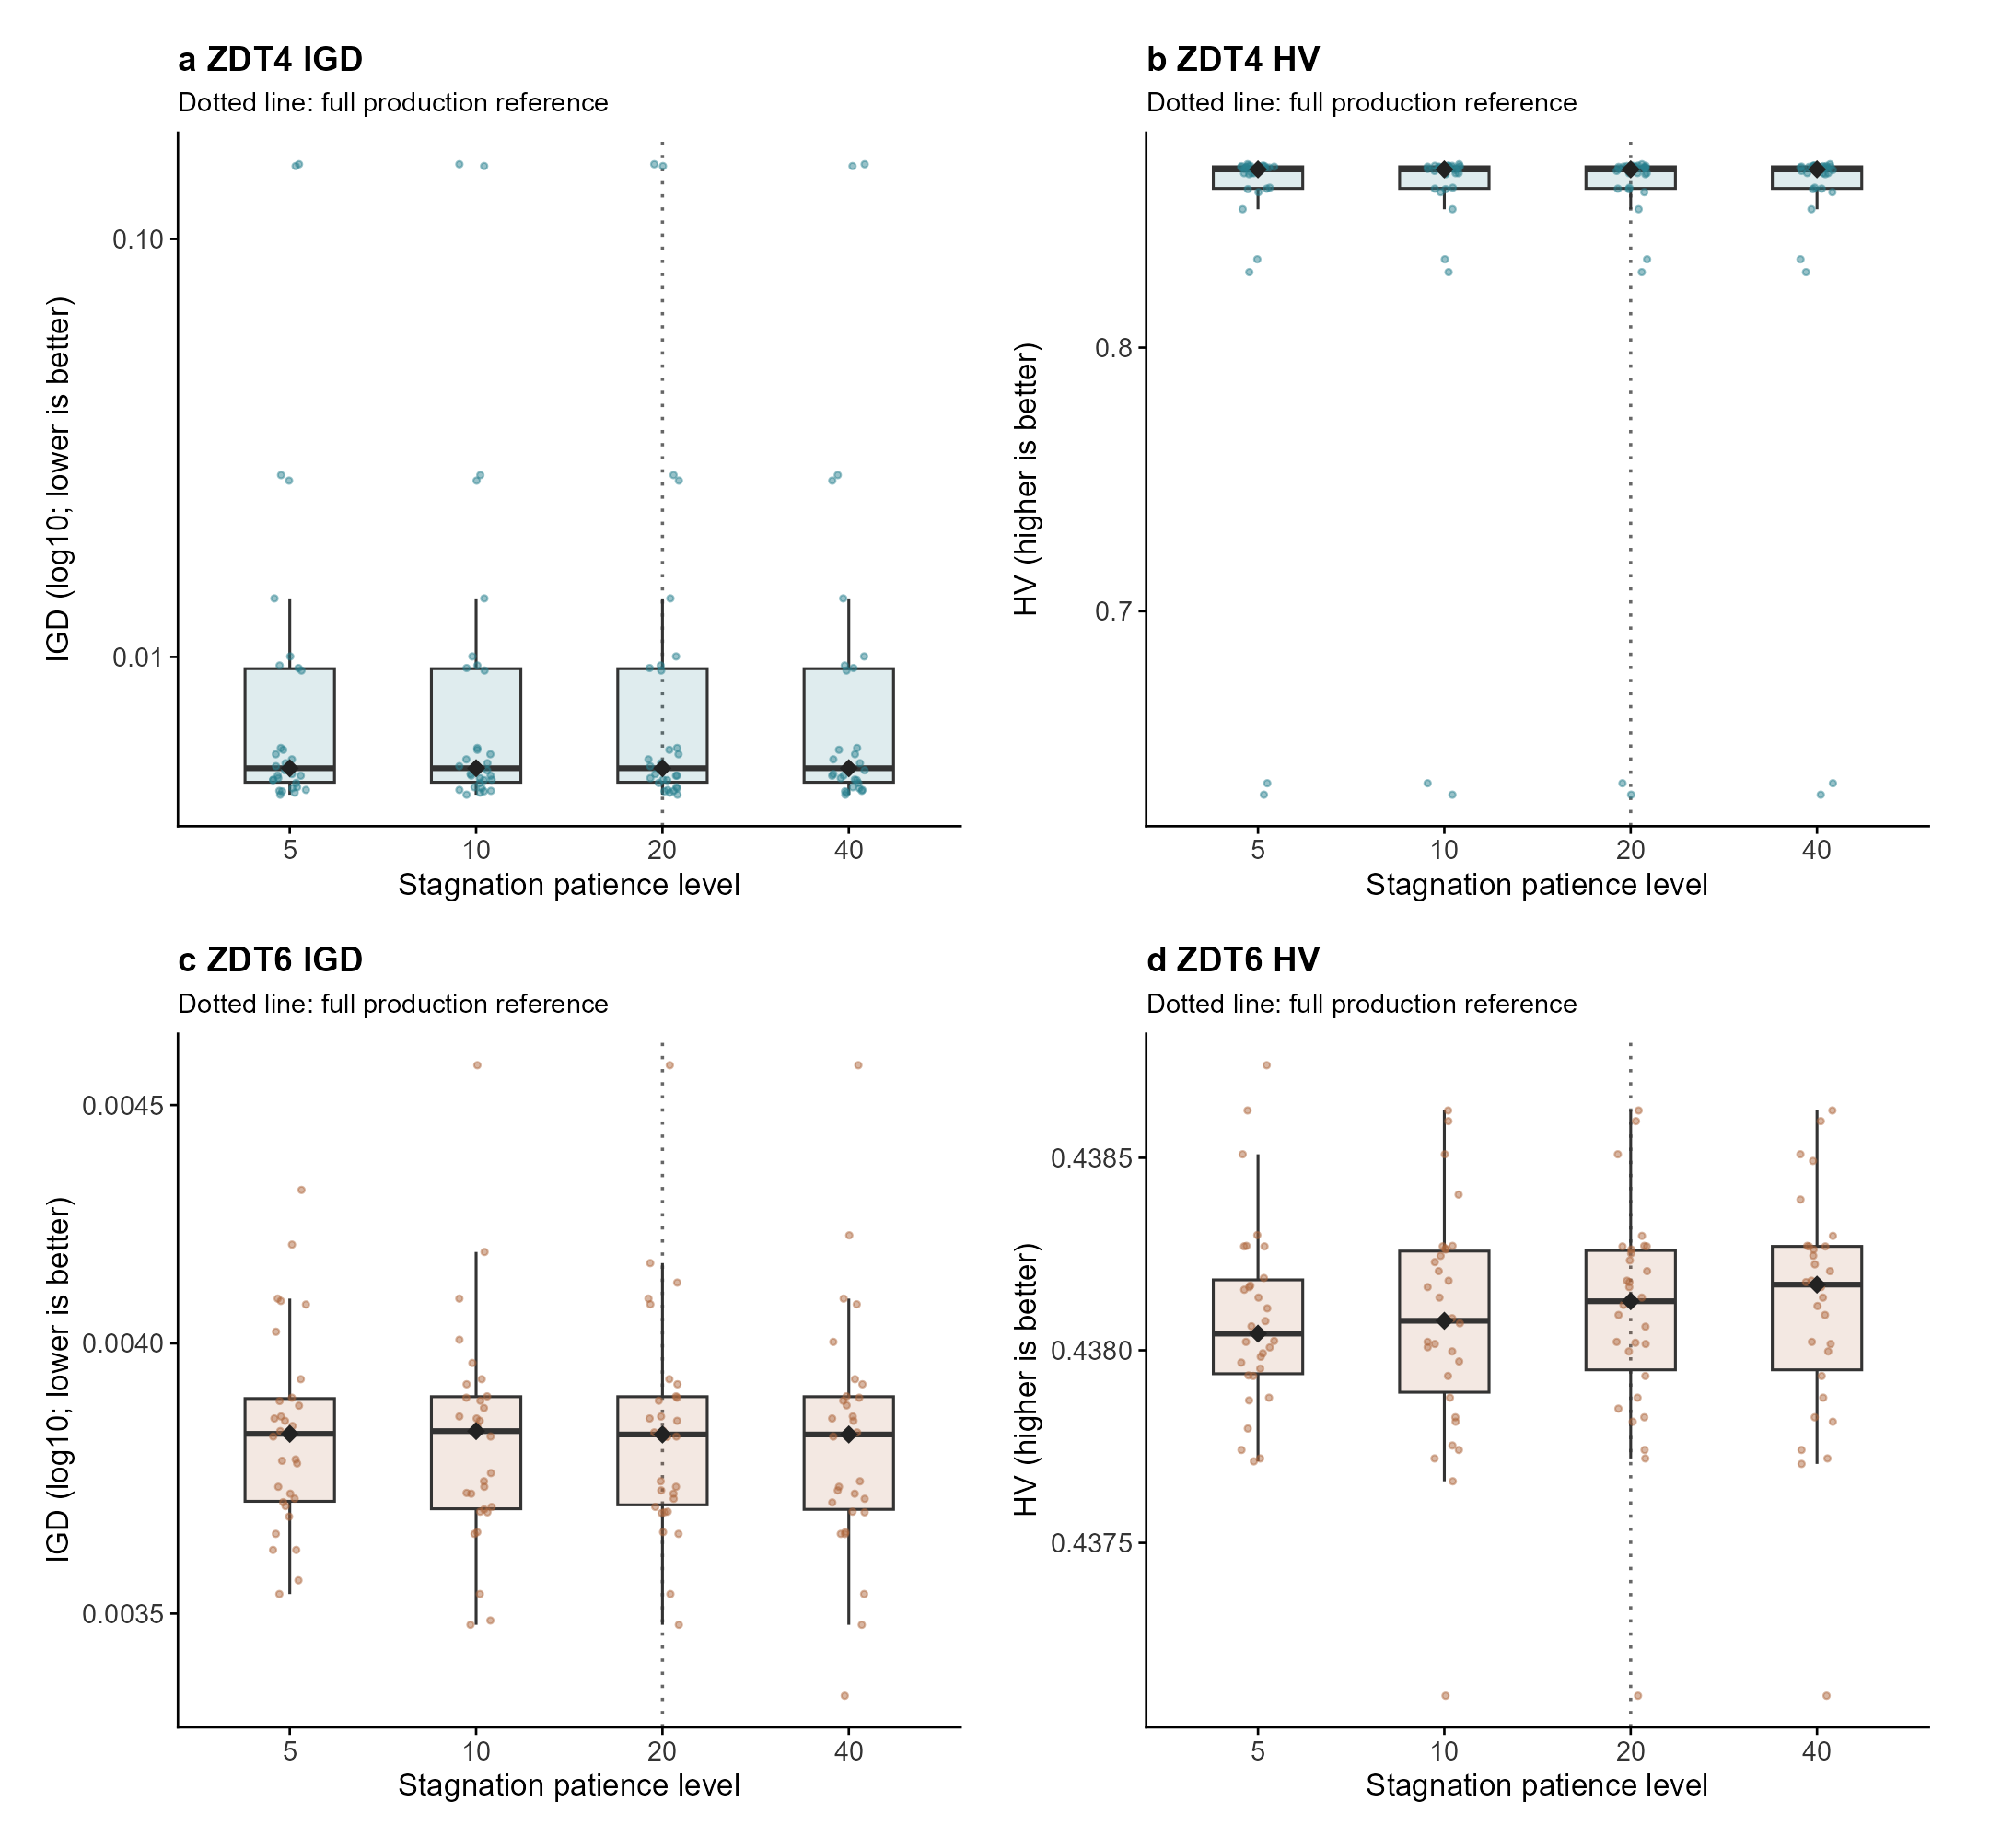 a ZDT4 IGD
Dotted line: full production reference
IGD (log10; lower is better)
0.10
0.01
5 10 20 40
Stagnation patience level
b ZDT4 HV
Dotted line: full production reference
HV (higher is better)
0.8
0.7
5 10 20 40
Stagnation patience level
c ZDT6 IGD
Dotted line: full production reference
IGD (log10; lower is better)
0.0045
0.0040
0.0035
5 10 20 40
Stagnation patience level
d ZDT6 HV
Dotted line: full production reference
HV (higher is better)
0.4385
0.4380
0.4375
5 10 20 40
Stagnation patience level